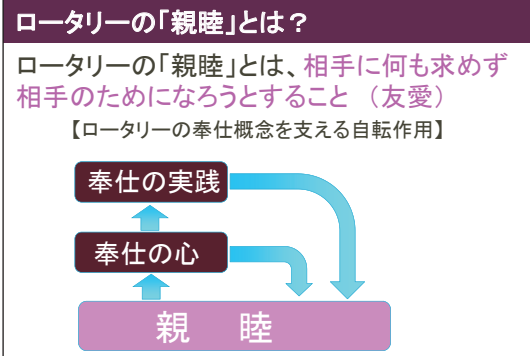 ロータリーの「親睦」とは？
ロータリーの「親睦」とは、相手に何も求めず
相手のためになろうとすること （友愛）
【ロータリーの奉仕概念を支える自転作用】
奉仕の実践
奉仕の心
親 睦